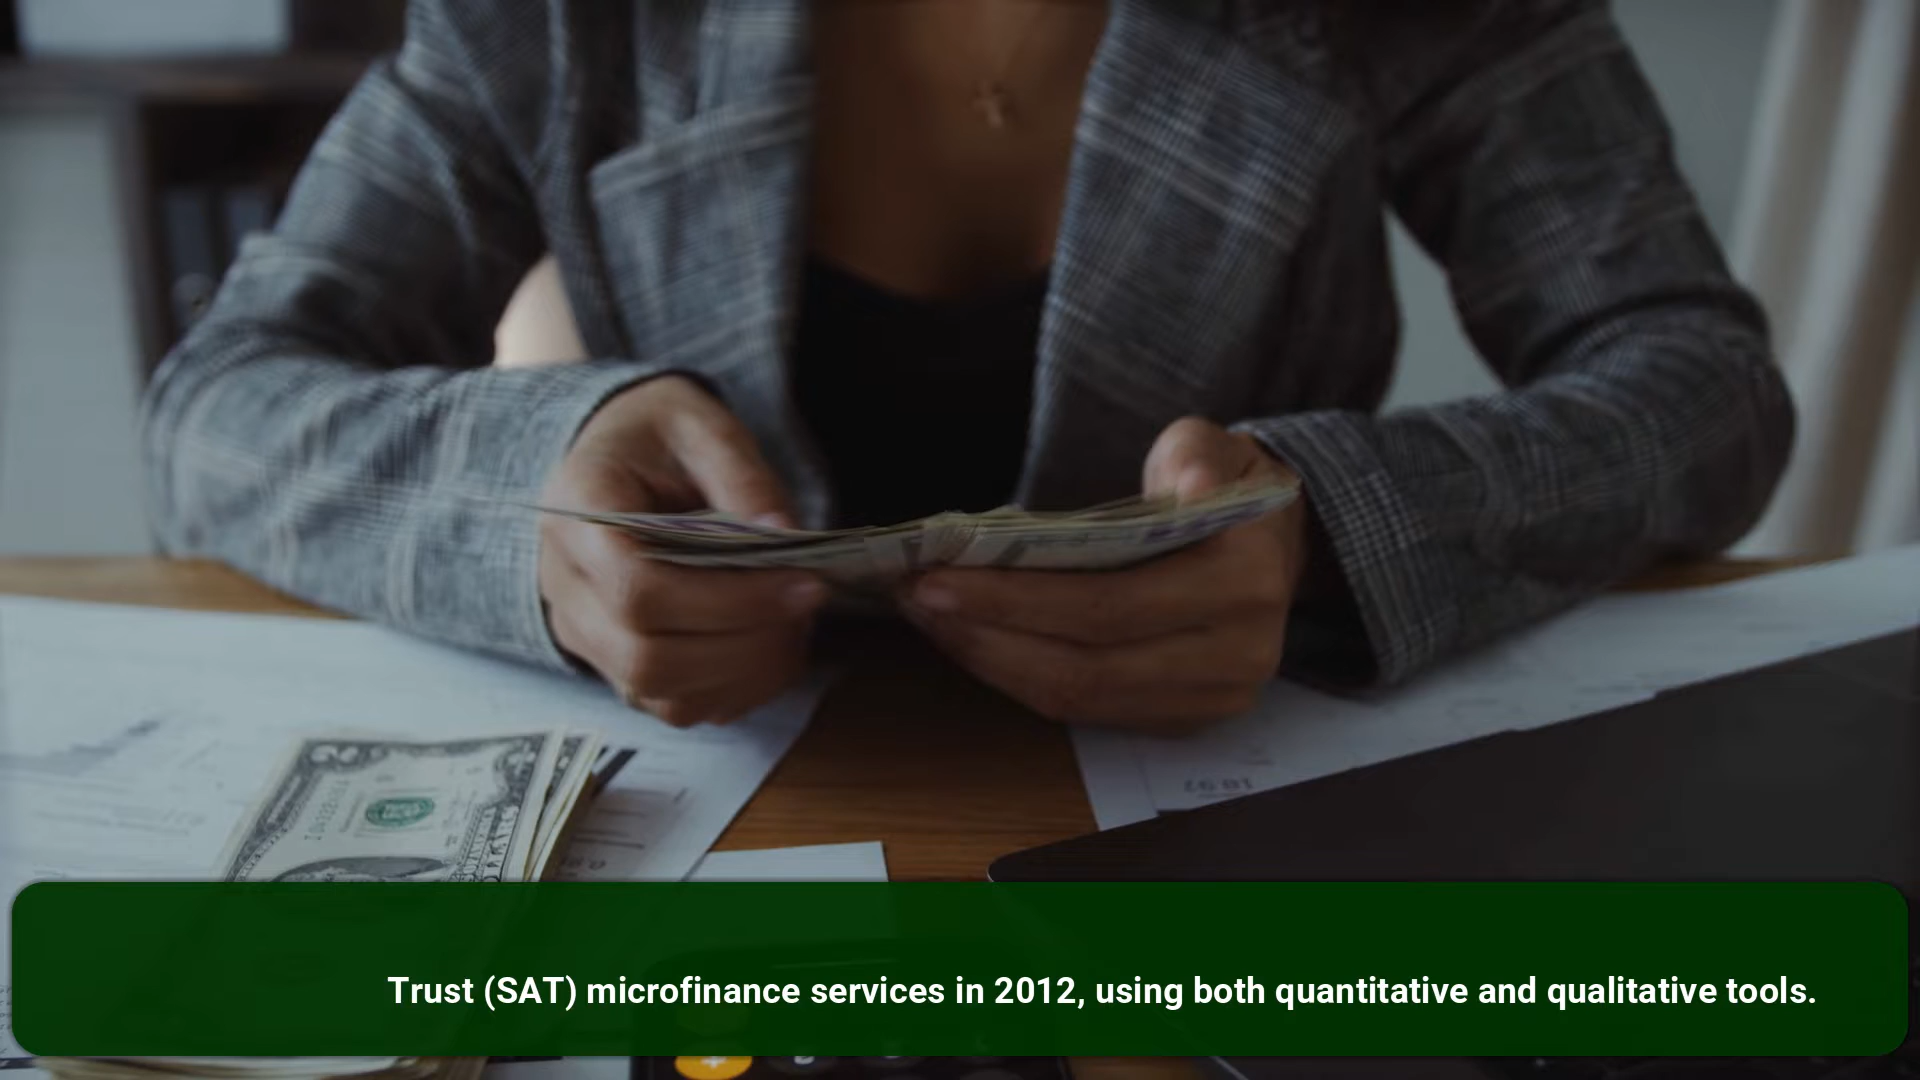 Trust (SAT) microfinance services in 2012, using both quantitative and qualitative tools.